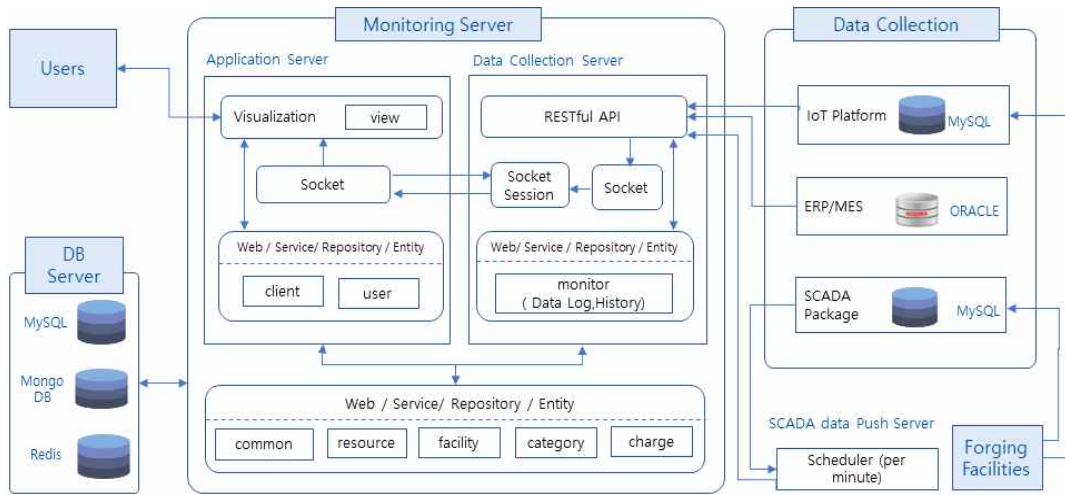 Monitoring Server
Data Collection
Users
Application Server
Data Collection Server
Visualization
view
RESTful API
IoT Platform
MySQL
Socket
Socket
Session
Socket
ERP/MES
ORACLE
Web / Service/ Repository / Entity
client
user
Web/ Service / Repository / Entity
monitor
( Data Log,History)
SCADA
Package
MySQL
DB
Server
MySQL
Mongo
DB
Redis
Web / Service/ Repository / Entity
common
resource
facility
category
charge
SCADA data Push Server
Scheduler (per
minute)
Forging
Facilities